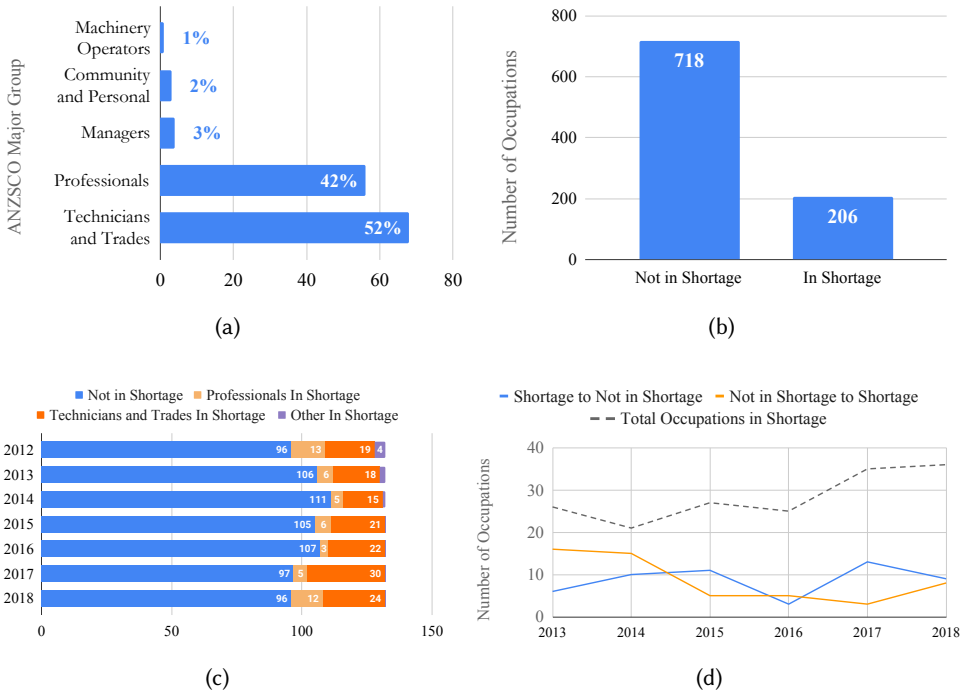 ANZSCO Major Group
Machinery
Operators
1%
Community
and Personal
2%
Managers
3%
Professionals
42%
Technicians
and Trades
52%
0 20 40 60 80
(a)
Number of Occupations
800
600
400
200
0
718
206
Not in Shortage In Shortage
(b)
Not in Shortage Professionals In Shortage
Technicians and Trades In Shortage Other In Shortage
2012 96 13 19 4
2013 106 6 18
2014 111 5 15
2015 105 6 21
2016 107 3 22
2017 97 5 30
2018 96 12 24
0 50 100 150
(c)
Shortage to Not in Shortage Not in Shortage to Shortage
Total Occupations in Shortage
Number of Occupations
40
30
20
10
0
2013 2014 2015 2016 2017 2018
(d)